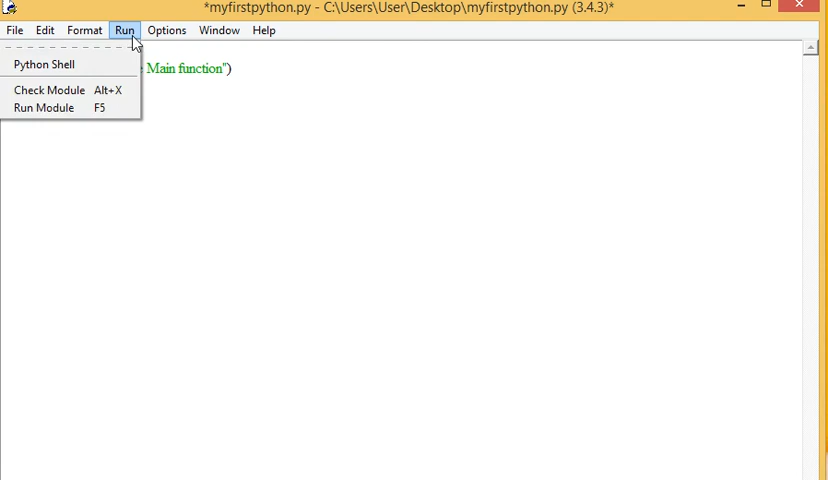 *myfirstpython.py - C:\Users\User\Desktop\myfirstpython.py (3.4.3)*
File Edit Format Run Options Window Help
Python Shell
: Main function")
Check Module Alt+X
Run Module F5